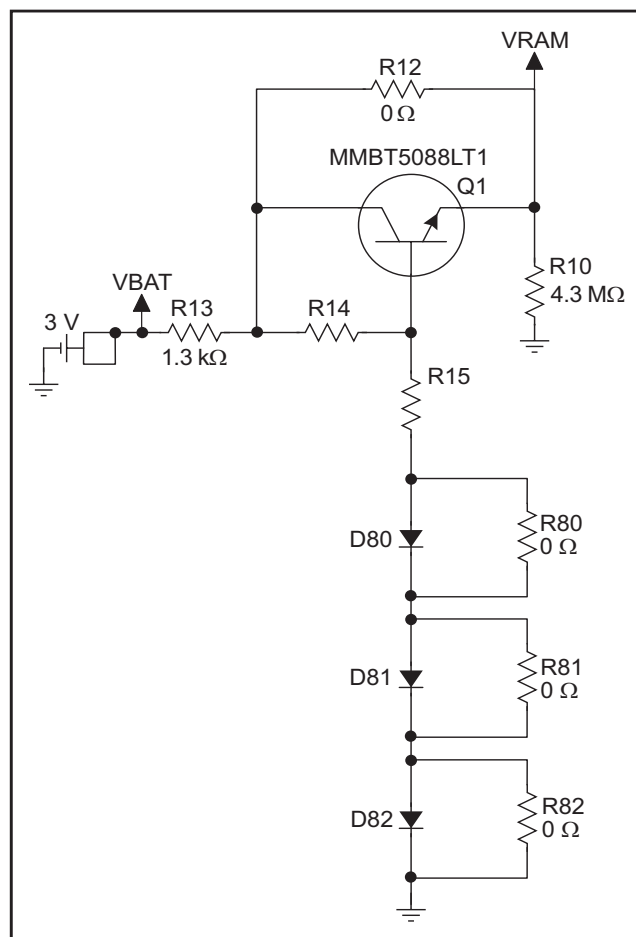 VRAM
R12
0 Ω
MMBT5088LT1
Q1
R10
4.3 MΩ
VBAT
3 V
R13
1.3 kΩ
R14
R15
D80
R80
0 Ω
D81
R81
0 Ω
D82
R82
0 Ω